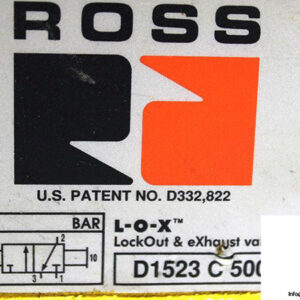 ROSS
U.S. PATENT NO. D332,822
BAR L-O-X™
LockOut & eXhaust va
2
10
3 1
D1523 C 500